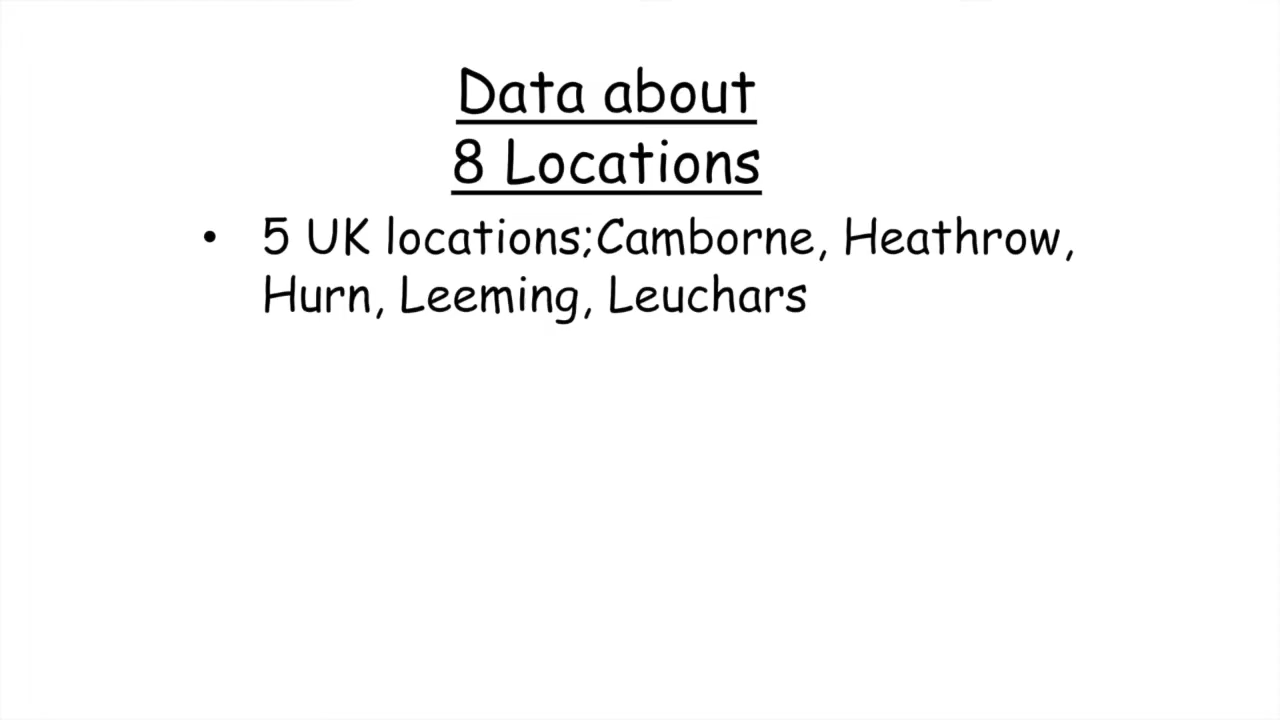 Data about
8 Locations
• 5 UK locations;Camborne, Heathrow,
Hurn, Leeming, Leuchars